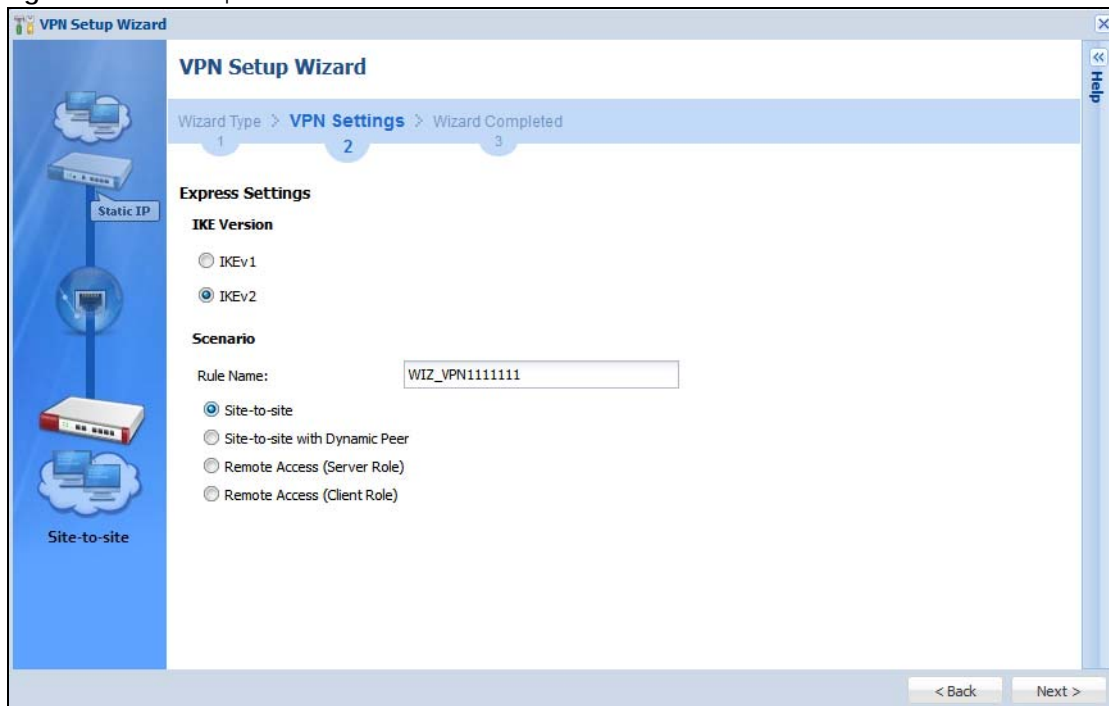 VPN Setup Wizard
VPN Setup Wizard
Help
Wizard Type > VPN Settings > Wizard Completed
1 2 3
Static IP
Express Settings
IKE Version
IKEv1
IKEv2
Scenario
Rule Name: WIZ_VPN1111111
Site-to-site
Site-to-site with Dynamic Peer
Remote Access (Server Role)
Remote Access (Client Role)
Site-to-site
< Back Next >